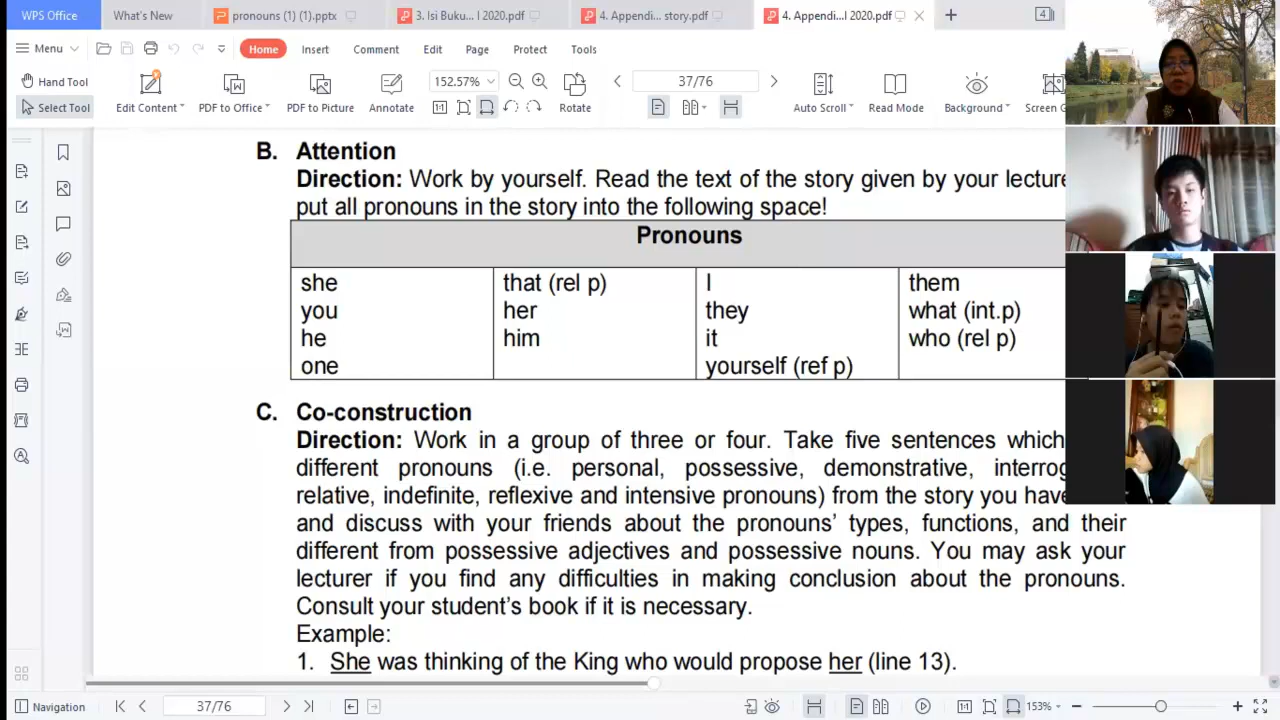 WPS Office What's New pronouns (1) (1).pptx 3. Isi Buku... I 2020.pdf 4. Appendi... story.pdf 4. Appendi...l 2020.pdf 4
Menu Home Insert Comment Edit Page Protect Tools
Hand Tool 152.57% 37/76
Select Tool Edit Content PDF to Office PDF to Picture Annotate 1:1 Rotate Auto Scroll Read Mode Background Screen G
B. Attention
Direction: Work by yourself. Read the text of the story given by your lecture
put all pronouns in the story into the following space!
Pronouns
she that (rel p) I them
you her they what (int.p)
he him it who (rel p)
one yourself (ref p)
C. Co-construction
Direction: Work in a group of three or four. Take five sentences which
different pronouns (i.e. personal, possessive, demonstrative, interrog
relative, indefinite, reflexive and intensive pronouns) from the story you have
and discuss with your friends about the pronouns' types, functions, and their
different from possessive adjectives and possessive nouns. You may ask your
lecturer if you find any difficulties in making conclusion about the pronouns.
Consult your student's book if it is necessary.
Example:
1. She was thinking of the King who would propose her (line 13).
Navigation 37/76 1:1 153%